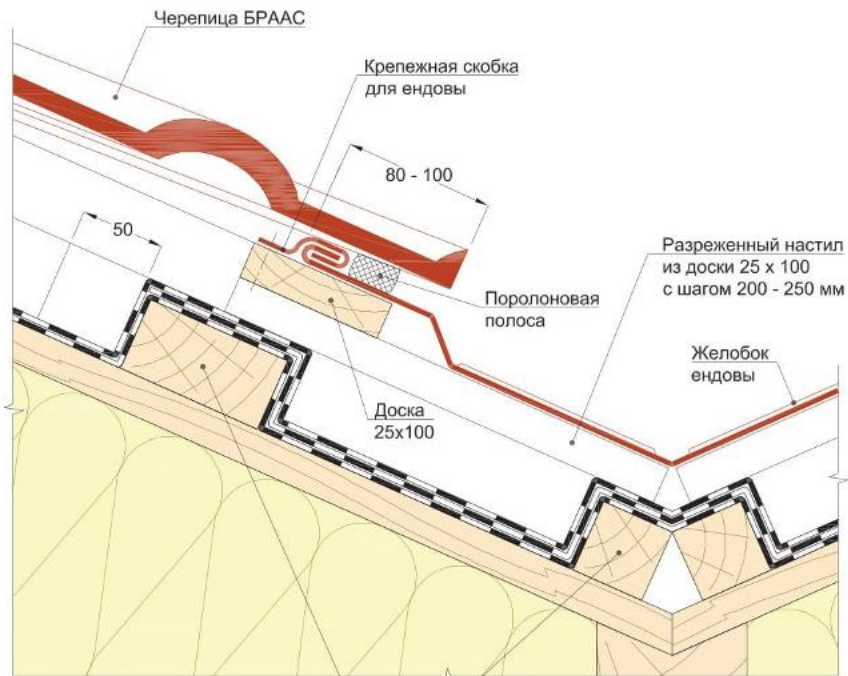 Черепица БРААС
Крепежная скобка
для ендовы
80 - 100
50
Разреженный настил
из доски 25 x 100
с шагом 200 - 250 мм
Поролоновая
полоса
Желобок
ендовы
Доска
25x100